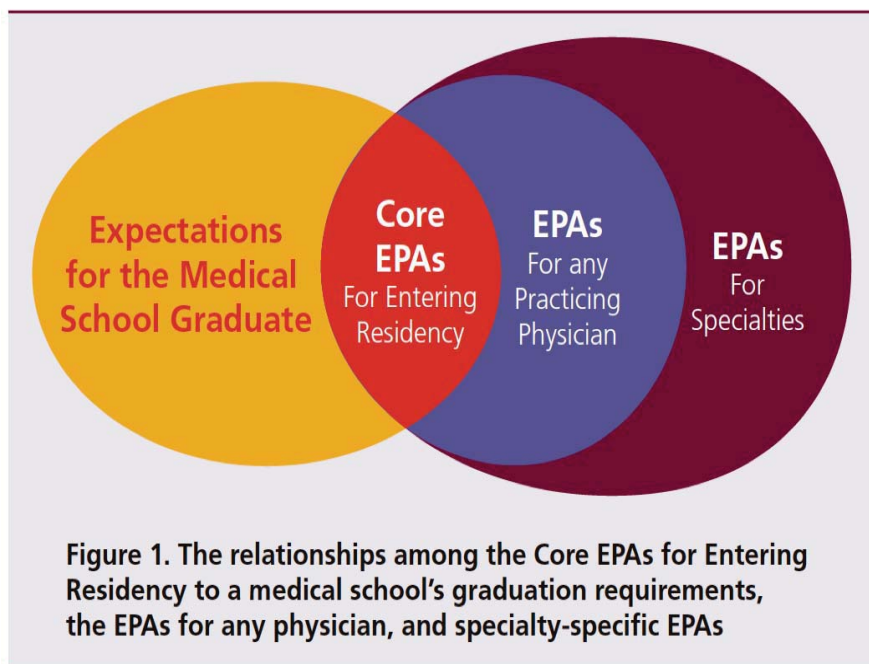 Expectations
for the Medical
School Graduate
Core
EPAs
For Entering
Residency
EPAs
For any
Practicing
Physician
EPAs
For
Specialties
Figure 1. The relationships among the Core EPAs for Entering
Residency to a medical school's graduation requirements,
the EPAs for any physician, and specialty-specific EPAs